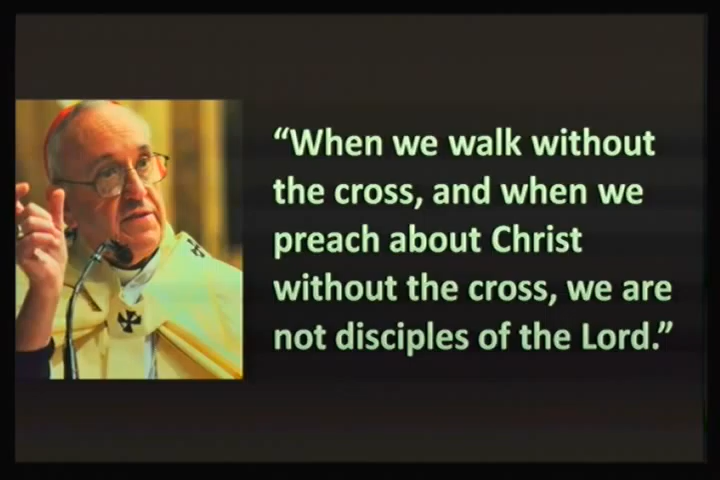 “When we walk without
the cross, and when we
preach about Christ
without the cross, we are
not disciples of the Lord.”